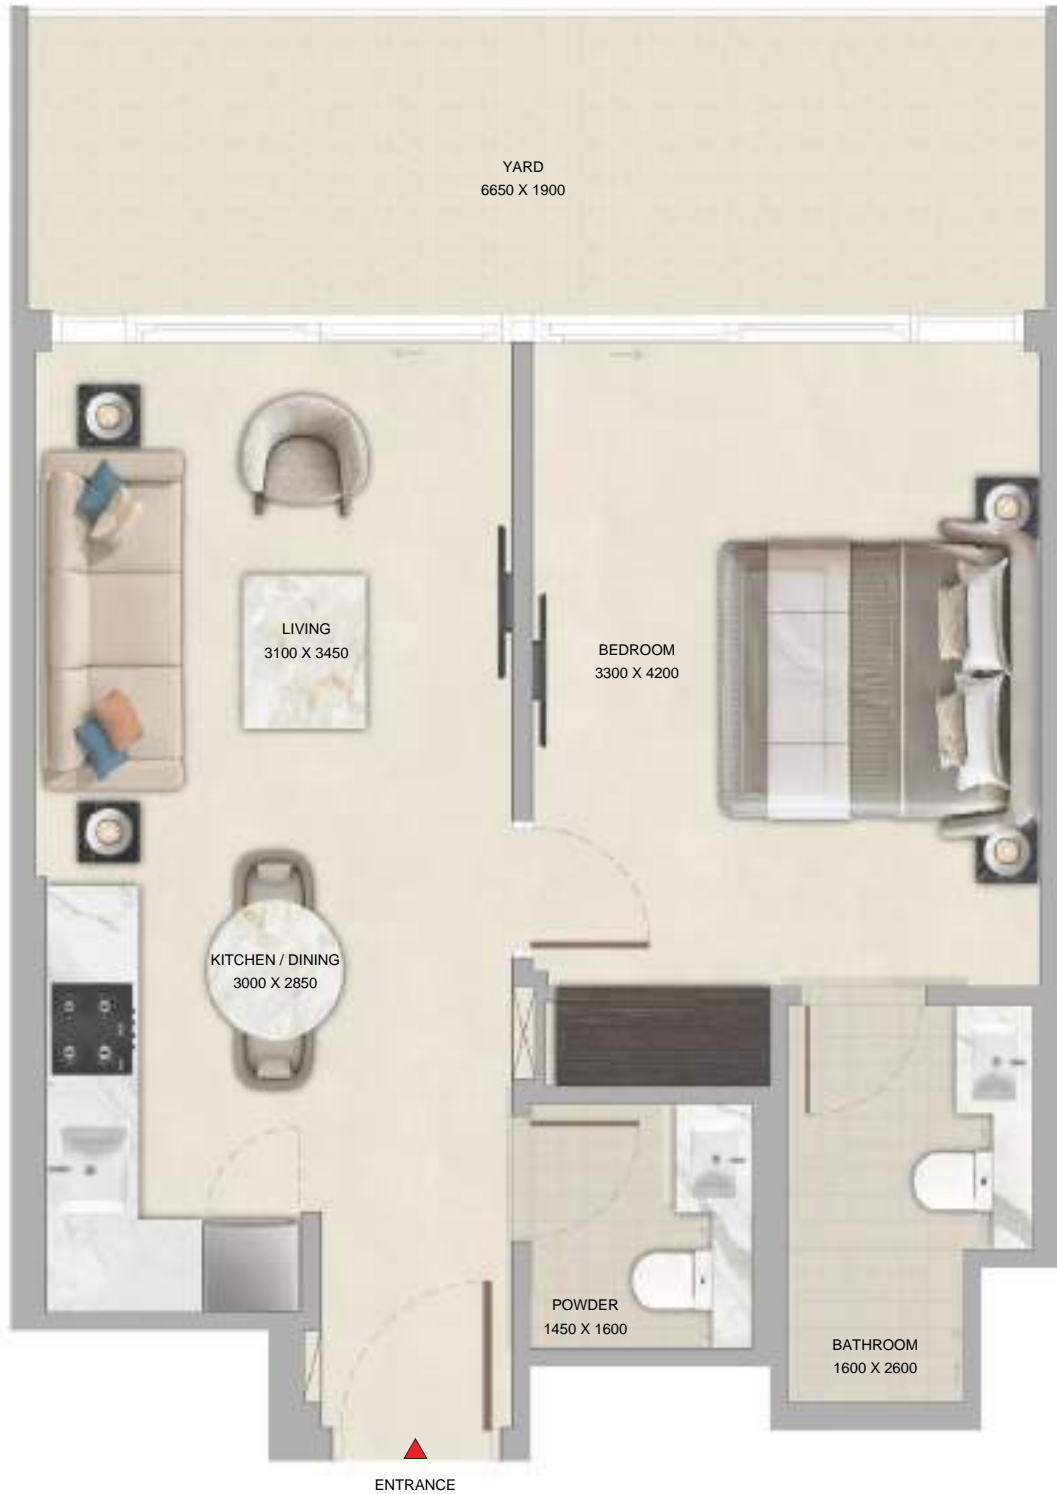 YARD
6650 X 1900
LIVING
3100 X 3450
BEDROOM
3300 X 4200
KITCHEN / DINING
3000 X 2850
POWDER
1450 X 1600
BATHROOM
1600 X 2600
ENTRANCE